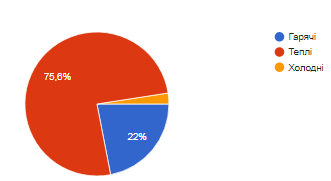 Гарячі
Теплі
Холодні
75,6%
22%